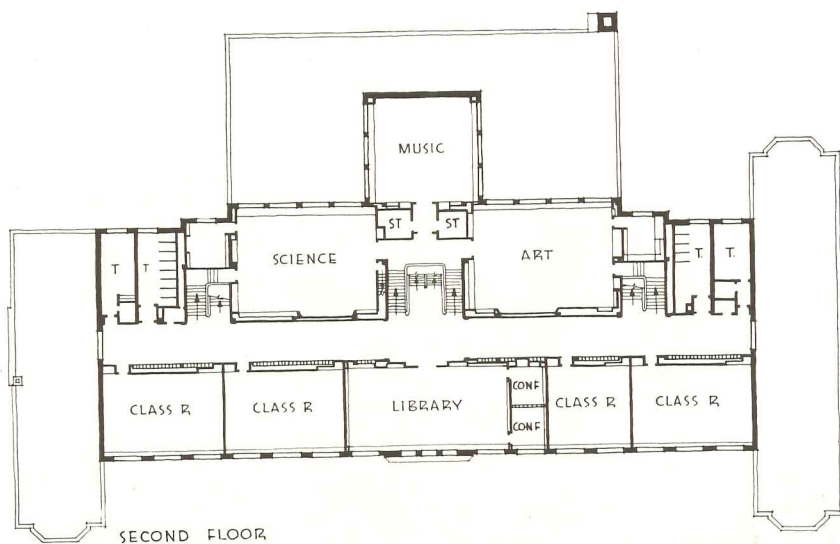 MUSIC
ST ST
SCIENCE ART
T T. T. T.
CLASS R CLASS R LIBRARY CONF CLASS R CLASS R
CONF
SECOND FLOOR